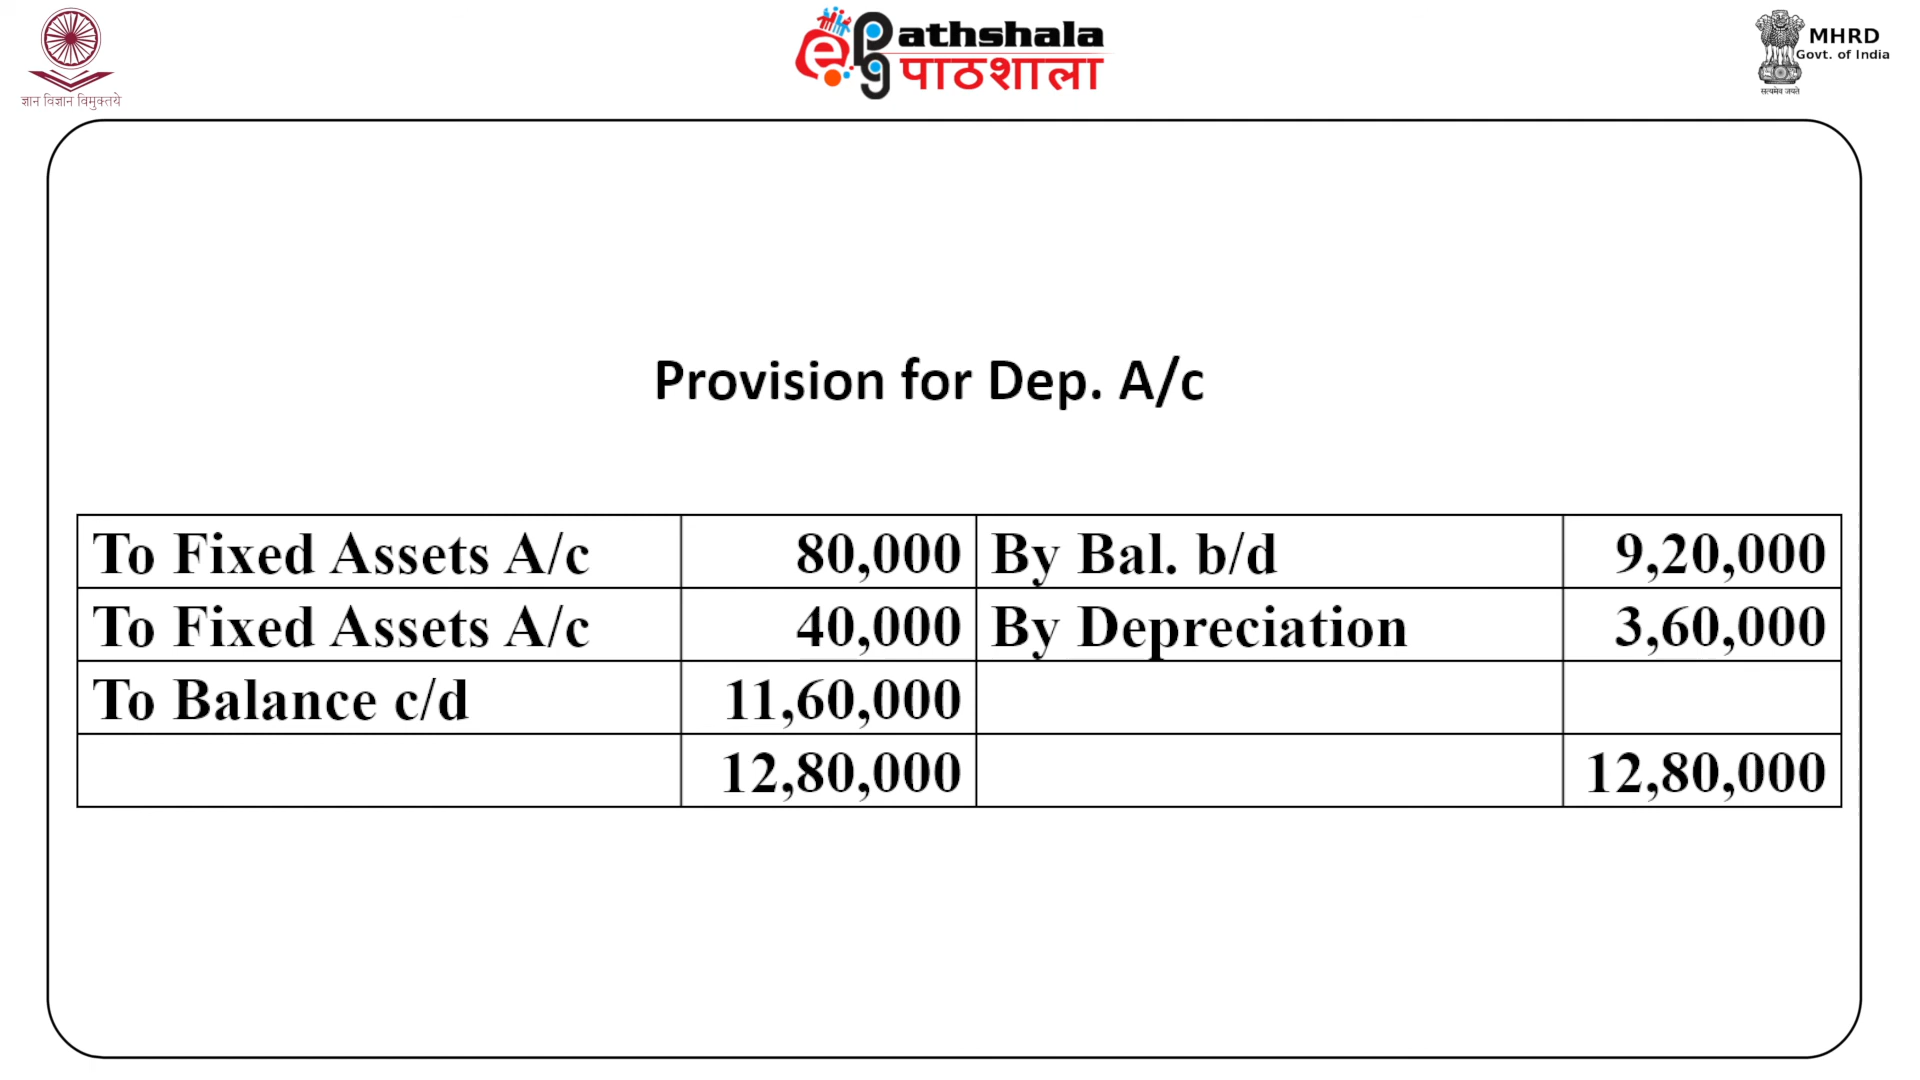 ज्ञान विज्ञान विमुक्तये
ePathshala
पाठशाला
MHRD
Govt. of India
सत्यमेव जयते
Provision for Dep. A/c
To Fixed Assets A/c 80,000 By Bal. b/d 9,20,000
To Fixed Assets A/c 40,000 By Depreciation 3,60,000
To Balance c/d 11,60,000
12,80,000 12,80,000